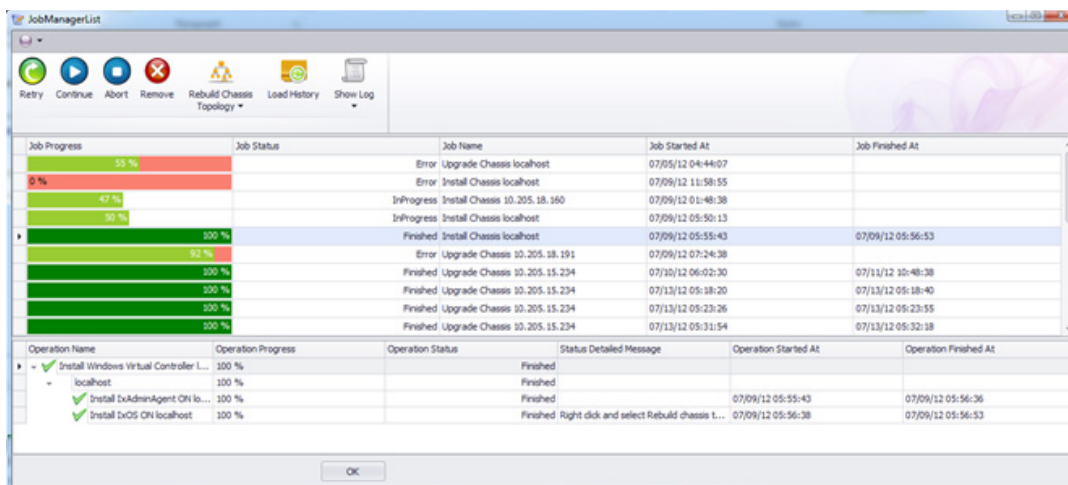 JobManagerList
Retry Continue Abort Remove Rebuild Chassis Topology Load History Show Log
Job Progress Job Status Job Name Job Started At Job Finished At
55 % Error Upgrade Chassis localhost 07/05/12 04:44:07
0 % Error Install Chassis localhost 07/09/12 11:58:55
47 % InProgress Install Chassis 10.205.18.160 07/09/12 01:48:38
50 % InProgress Install Chassis localhost 07/09/12 05:50:13
100 % Finished Install Chassis localhost 07/09/12 05:55:43 07/09/12 05:56:53
92 % Error Upgrade Chassis 10.205.18.191 07/09/12 07:24:38
100 % Finished Upgrade Chassis 10.205.15.234 07/10/12 06:02:30 07/11/12 10:48:38
100 % Finished Upgrade Chassis 10.205.15.234 07/13/12 05:18:20 07/13/12 05:18:40
100 % Finished Upgrade Chassis 10.205.15.234 07/13/12 05:23:26 07/13/12 05:23:55
100 % Finished Upgrade Chassis 10.205.15.234 07/13/12 05:31:54 07/13/12 05:32:18
Operation Name Operation Progress Operation Status Status Detailed Message Operation Started At Operation Finished At
Install Windows Virtual Controller l... 100 % Finished
localhost 100 % Finished
Install IxAdminAgent ON lo... 100 % Finished 07/09/12 05:55:43 07/09/12 05:56:36
Install IxOS ON localhost 100 % Finished Right click and select Rebuild chassis t... 07/09/12 05:56:38 07/09/12 05:56:53
OK